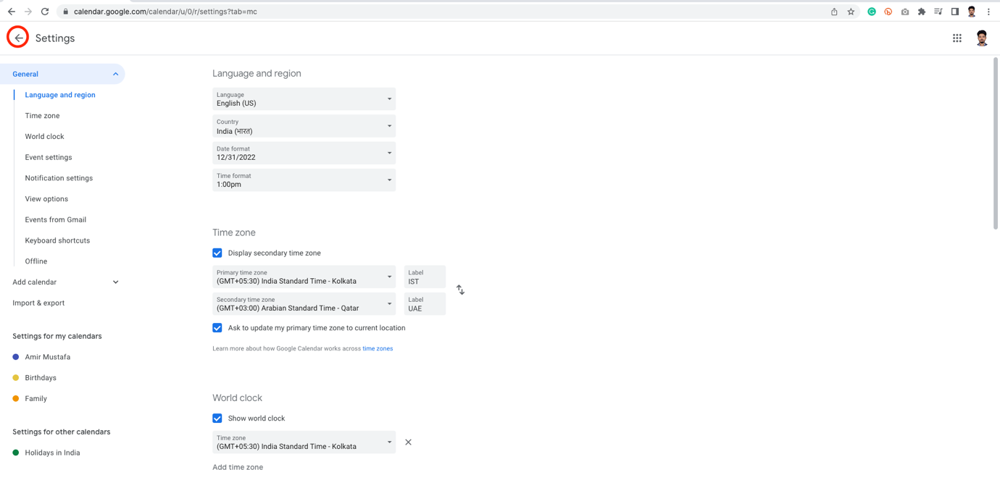 calendar.google.com/calendar/u/0/r/settings?tab=mc
Settings
General
Language and region
Time zone
World clock
Event settings
Notification settings
View options
Events from Gmail
Keyboard shortcuts
Offline
Add calendar
Import & export
Settings for my calendars
Amir Mustafa
Birthdays
Family
Settings for other calendars
Holidays in India
Language and region
Language
English (US)
Country
India (भारत)
Date format
12/31/2022
Time format
1:00pm
Time zone
Display secondary time zone
Primary time zone
(GMT+05:30) India Standard Time - Kolkata
Label
IST
Secondary time zone
(GMT+03:00) Arabian Standard Time - Qatar
Label
UAE
Ask to update my primary time zone to current location
Learn more about how Google Calendar works across time zones
World clock
Show world clock
Time zone
(GMT+05:30) India Standard Time - Kolkata
Add time zone